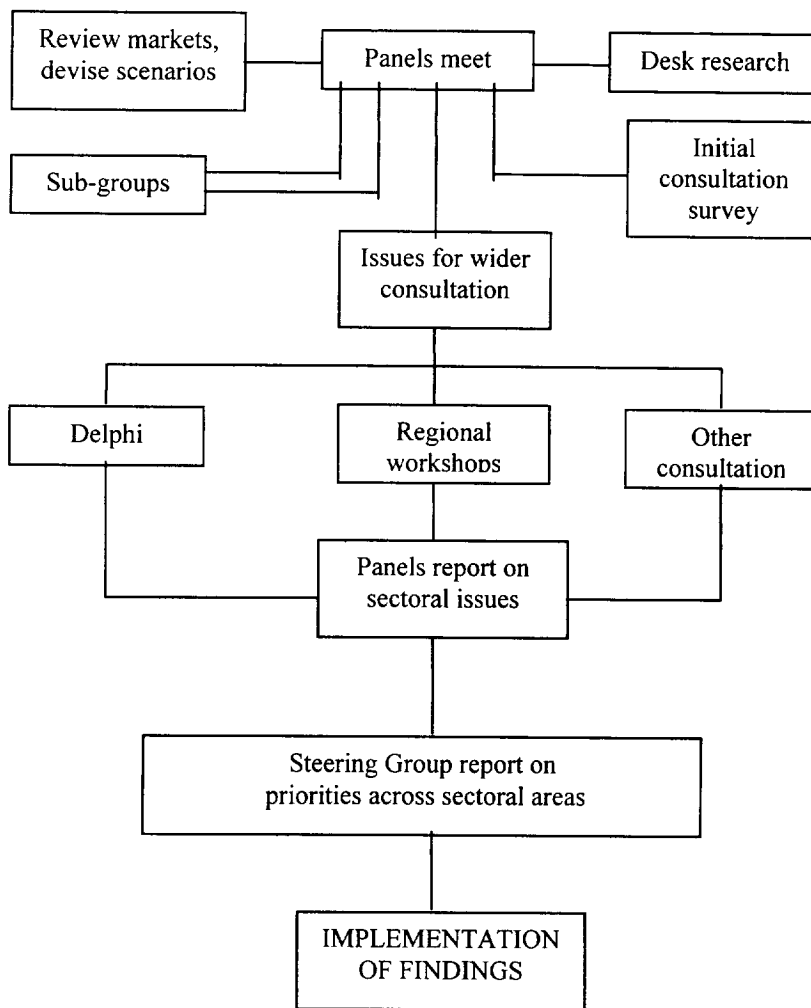 Review markets,
devise scenarios
Panels meet
Desk research
Sub-groups
Initial
consultation
survey
Issues for wider
consultation
Delphi
Regional
workshops
Other
consultation
Panels report on
sectoral issues
Steering Group report on
priorities across sectoral areas
IMPLEMENTATION
OF FINDINGS